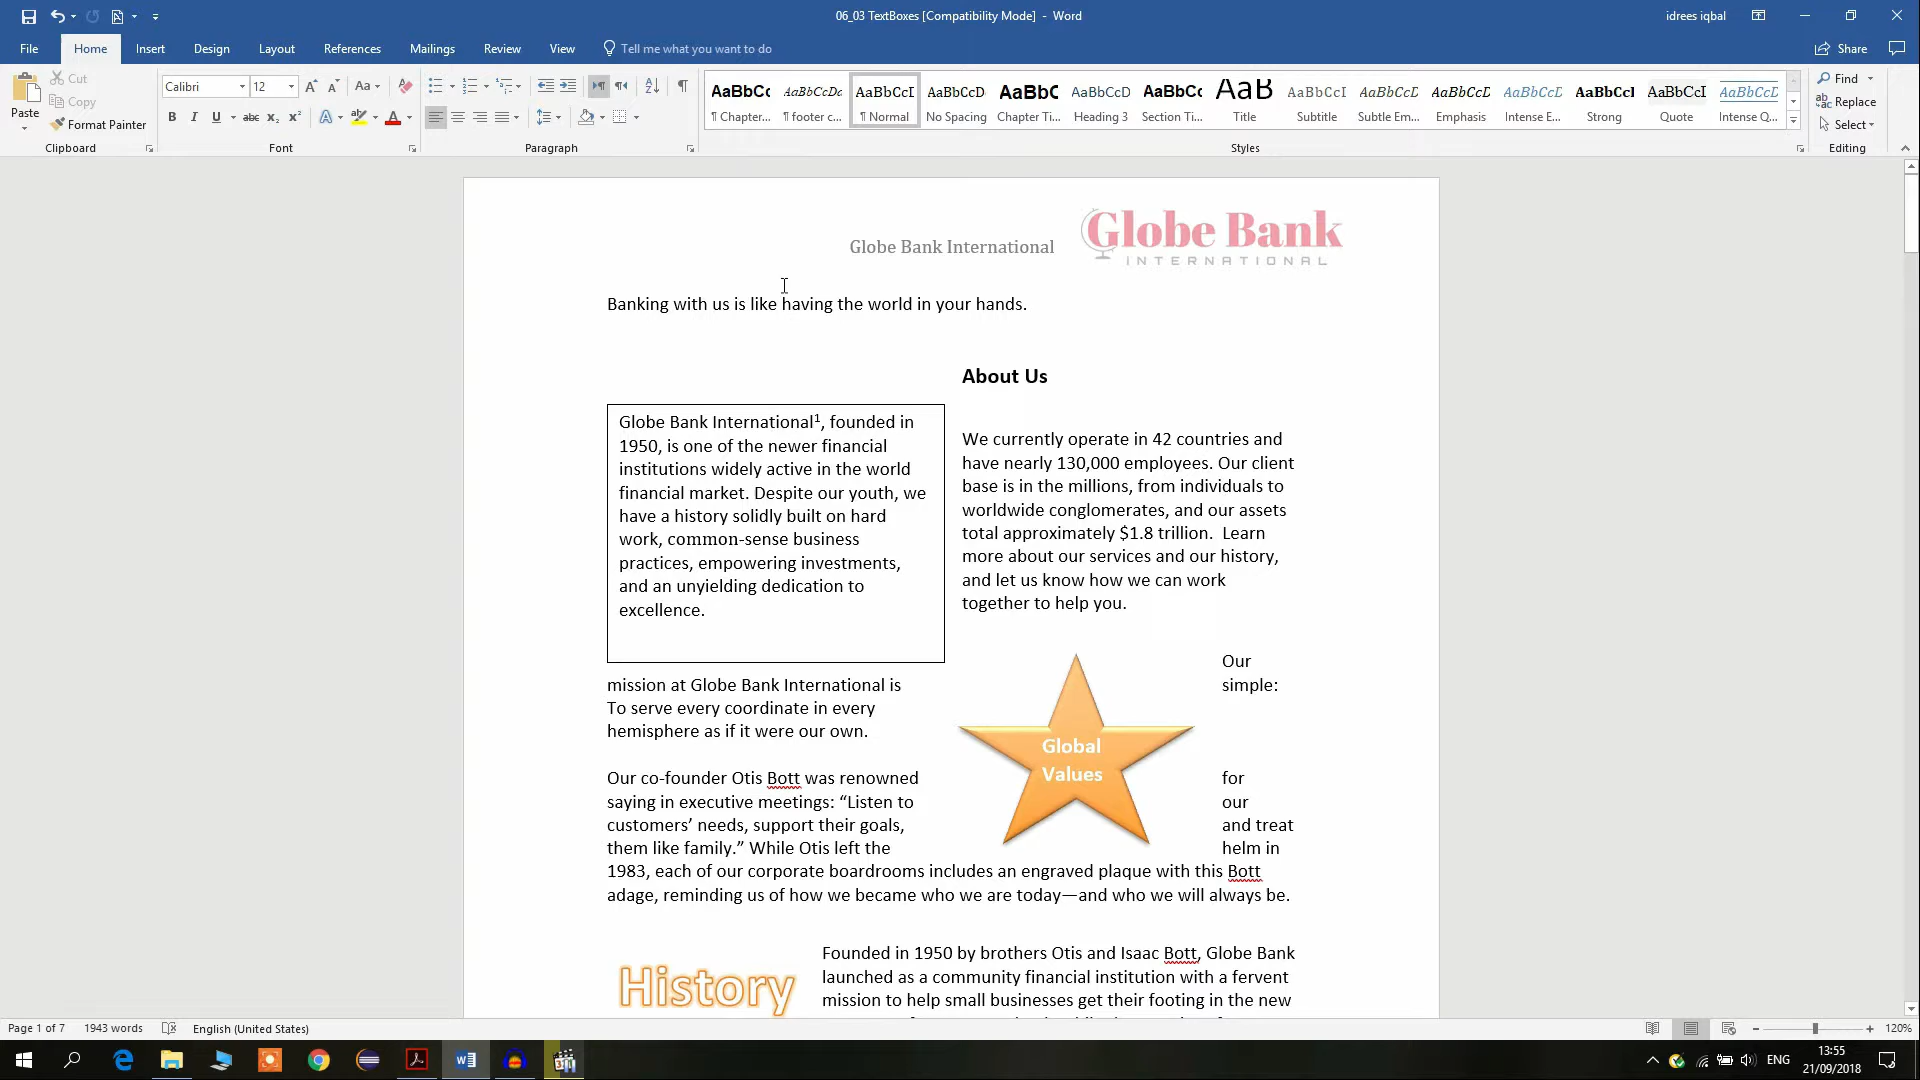 06_03 TextBoxes [Compatibility Mode] - Word
idrees iqbal
File Home Insert Design Layout References Mailings Review View Tell me what you want to do
Share
Paste
Cut
Copy
Format Painter
Clipboard
Calibri 12
Font
Paragraph
AaBbCc AaBbCcDc AaBbCcI AaBbCcD AaBbC AaBbCcD AaBbCc AaB AaBbCcI AaBbCcD AaBbCcD AaBbCcD AaBbCcI AaBbCcI AaBbCcD
¶ Chapter... ¶ footer c... ¶ Normal No Spacing Chapter Ti... Heading 3 Section Ti... Title Subtitle Subtle Em... Emphasis Intense E... Strong Quote Intense Q...
Styles
Find
Replace
Select
Editing
Globe Bank International
Globe Bank
INTERNATIONAL
Banking with us is like having the world in your hands.
About Us
Globe Bank International1, founded in
1950, is one of the newer financial
institutions widely active in the world
financial market. Despite our youth, we
have a history solidly built on hard
work, common-sense business
practices, empowering investments,
and an unyielding dedication to
excellence.
We currently operate in 42 countries and
have nearly 130,000 employees. Our client
base is in the millions, from individuals to
worldwide conglomerates, and our assets
total approximately $1.8 trillion.  Learn
more about our services and our history,
and let us know how we can work
together to help you.
Our
mission at Globe Bank International is simple:
To serve every coordinate in every
hemisphere as if it were our own.
Global
Values
Our co-founder Otis Bott was renowned for
saying in executive meetings: “Listen to our
customers’ needs, support their goals, and treat
them like family.” While Otis left the helm in
1983, each of our corporate boardrooms includes an engraved plaque with this Bott
adage, reminding us of how we became who we are today—and who we will always be.
History
Founded in 1950 by brothers Otis and Isaac Bott, Globe Bank
launched as a community financial institution with a fervent
mission to help small businesses get their footing in the new
Page 1 of 7 1943 words English (United States)
120%
ENG
13:55
21/09/2018